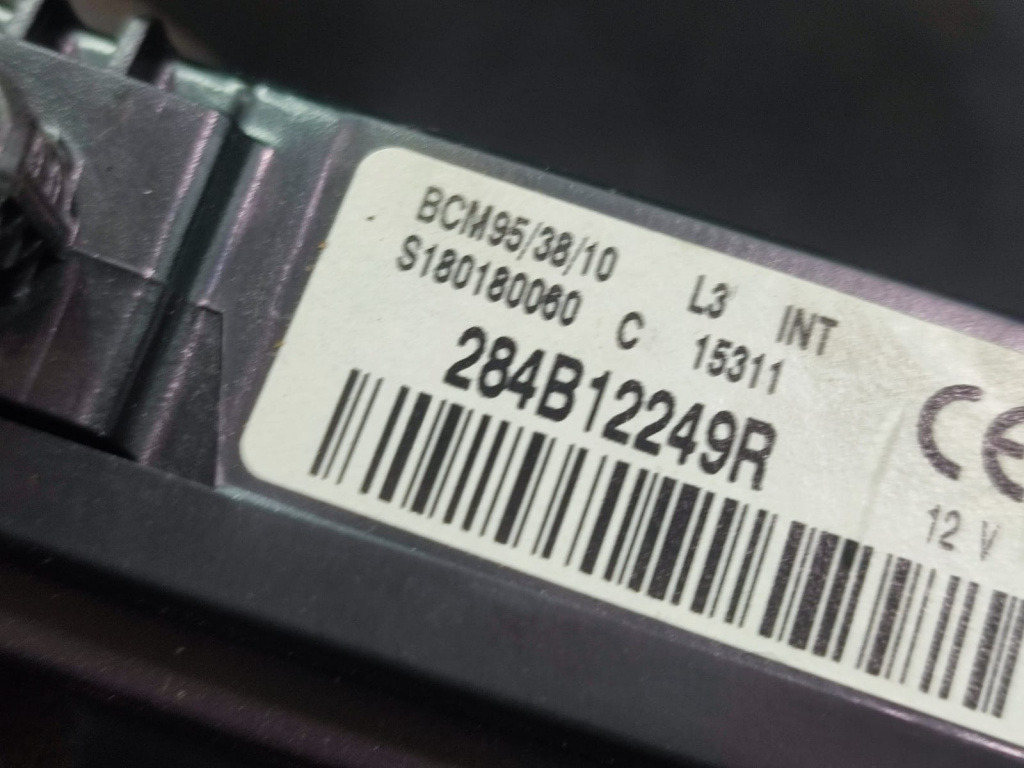 BCM95/38/10 L3 INT
S180180060 C 15311
284B12249R
CE
12 V